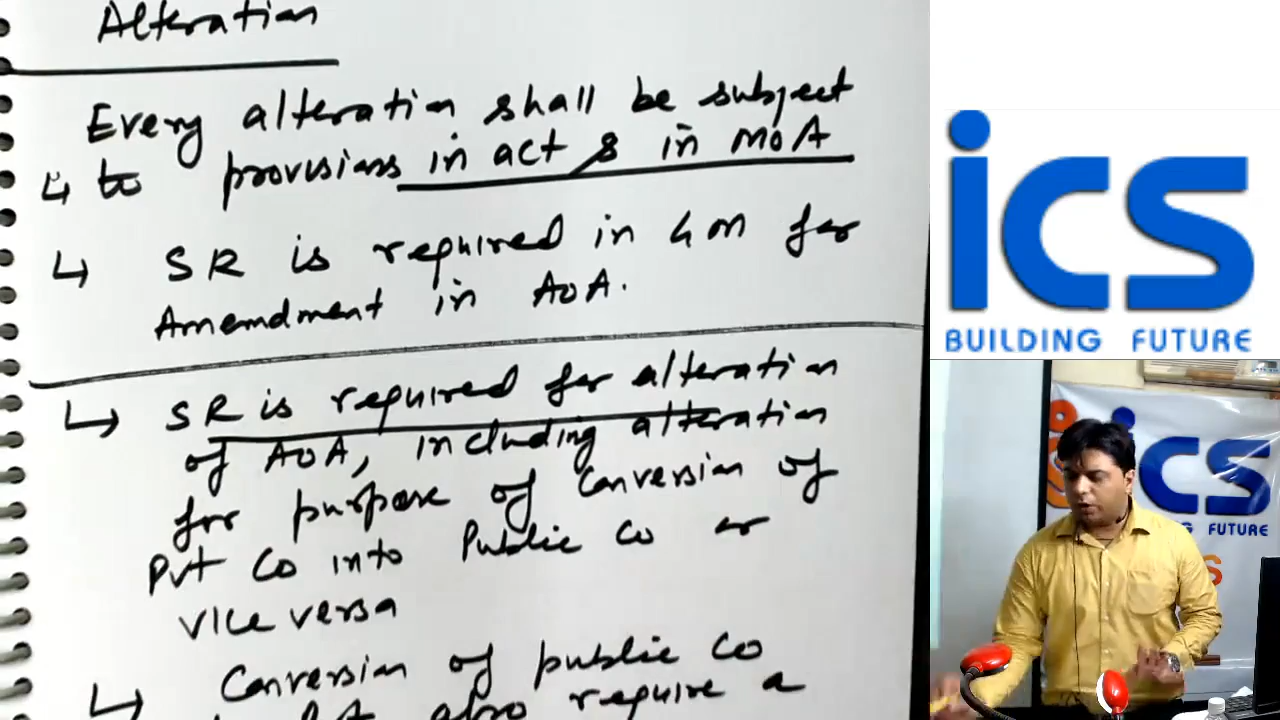 Alteration
Every alteration shall be subject
↳ to provisions in act & in MOA
↳ SR is required in GM for
Amendment in AOA.
↳ SR is required for alteration
of AOA, including alteration
for purpose of conversion of
Pvt Co into Public Co or
vice versa
↳ Conversion of public Co
also require a
ics
BUILDING FUTURE
ics
FUTURE
S